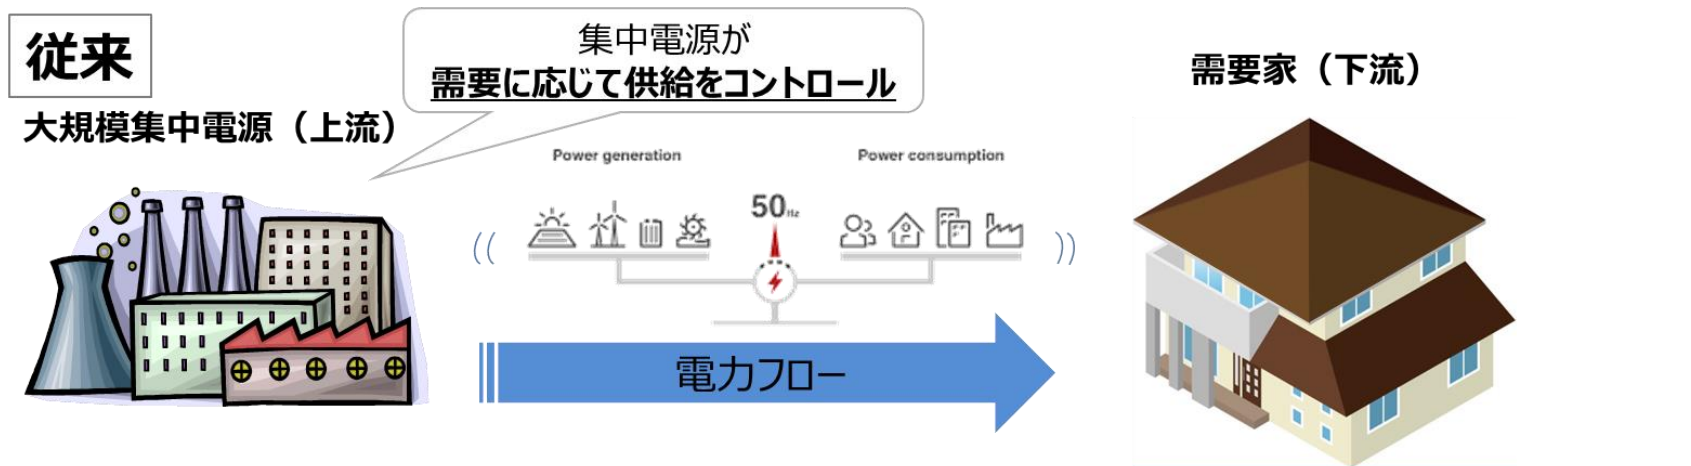 従来
集中電源が
需要に応じて供給をコントロール
需要家（下流）
大規模集中電源（上流）
Power generation
Power consumption
50Hz
電力フロー